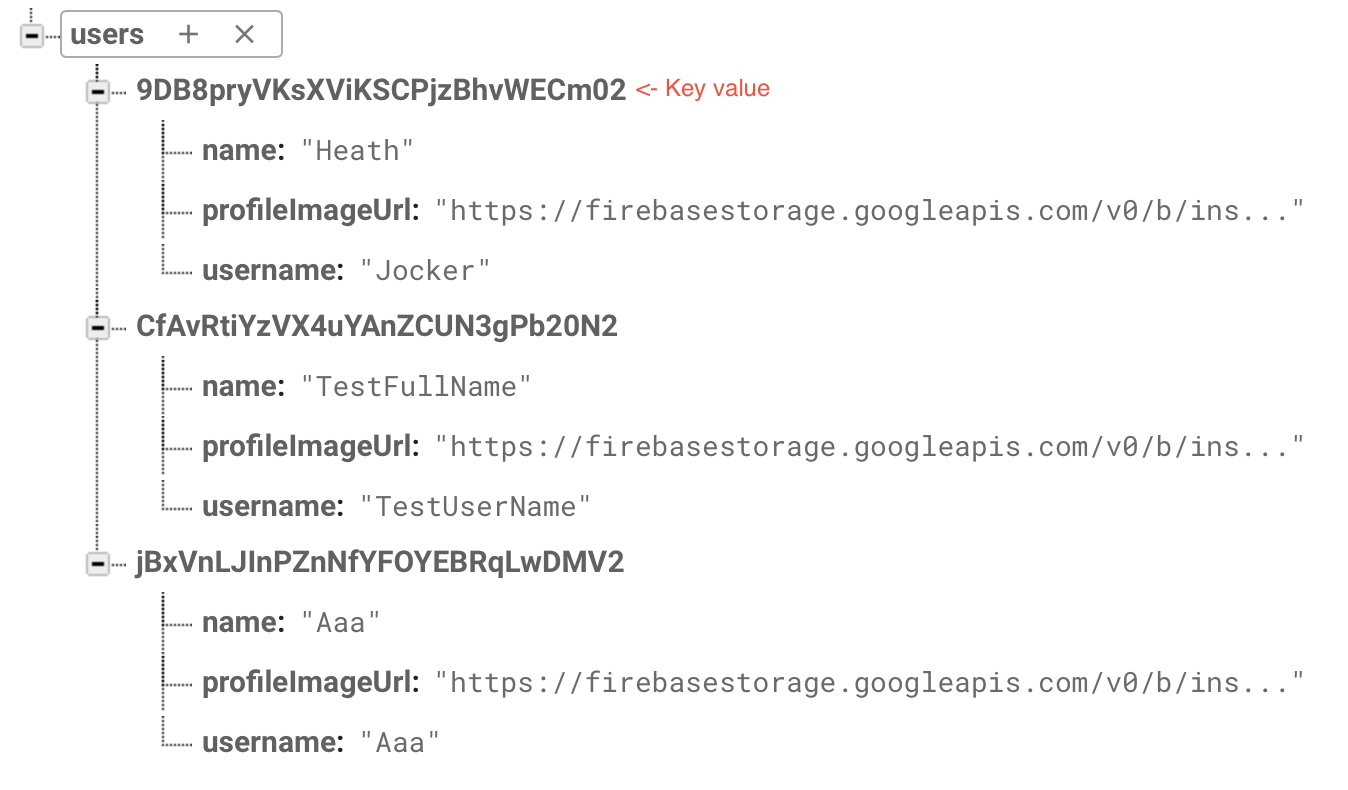 users + ×
9DB8pryVKsXViKSCPjzBhvWECm02 <- Key value
name: "Heath"
profileImageUrl: "https://firebasestorage.googleapis.com/v0/b/ins..."
username: "Jocker"
CfAvRtiYzVX4uYAnZCUN3gPb20N2
name: "TestFullName"
profileImageUrl: "https://firebasestorage.googleapis.com/v0/b/ins..."
username: "TestUserName"
jBxVnLJInPZnNfYFOYEBRqLwDMV2
name: "Aaa"
profileImageUrl: "https://firebasestorage.googleapis.com/v0/b/ins..."
username: "Aaa"